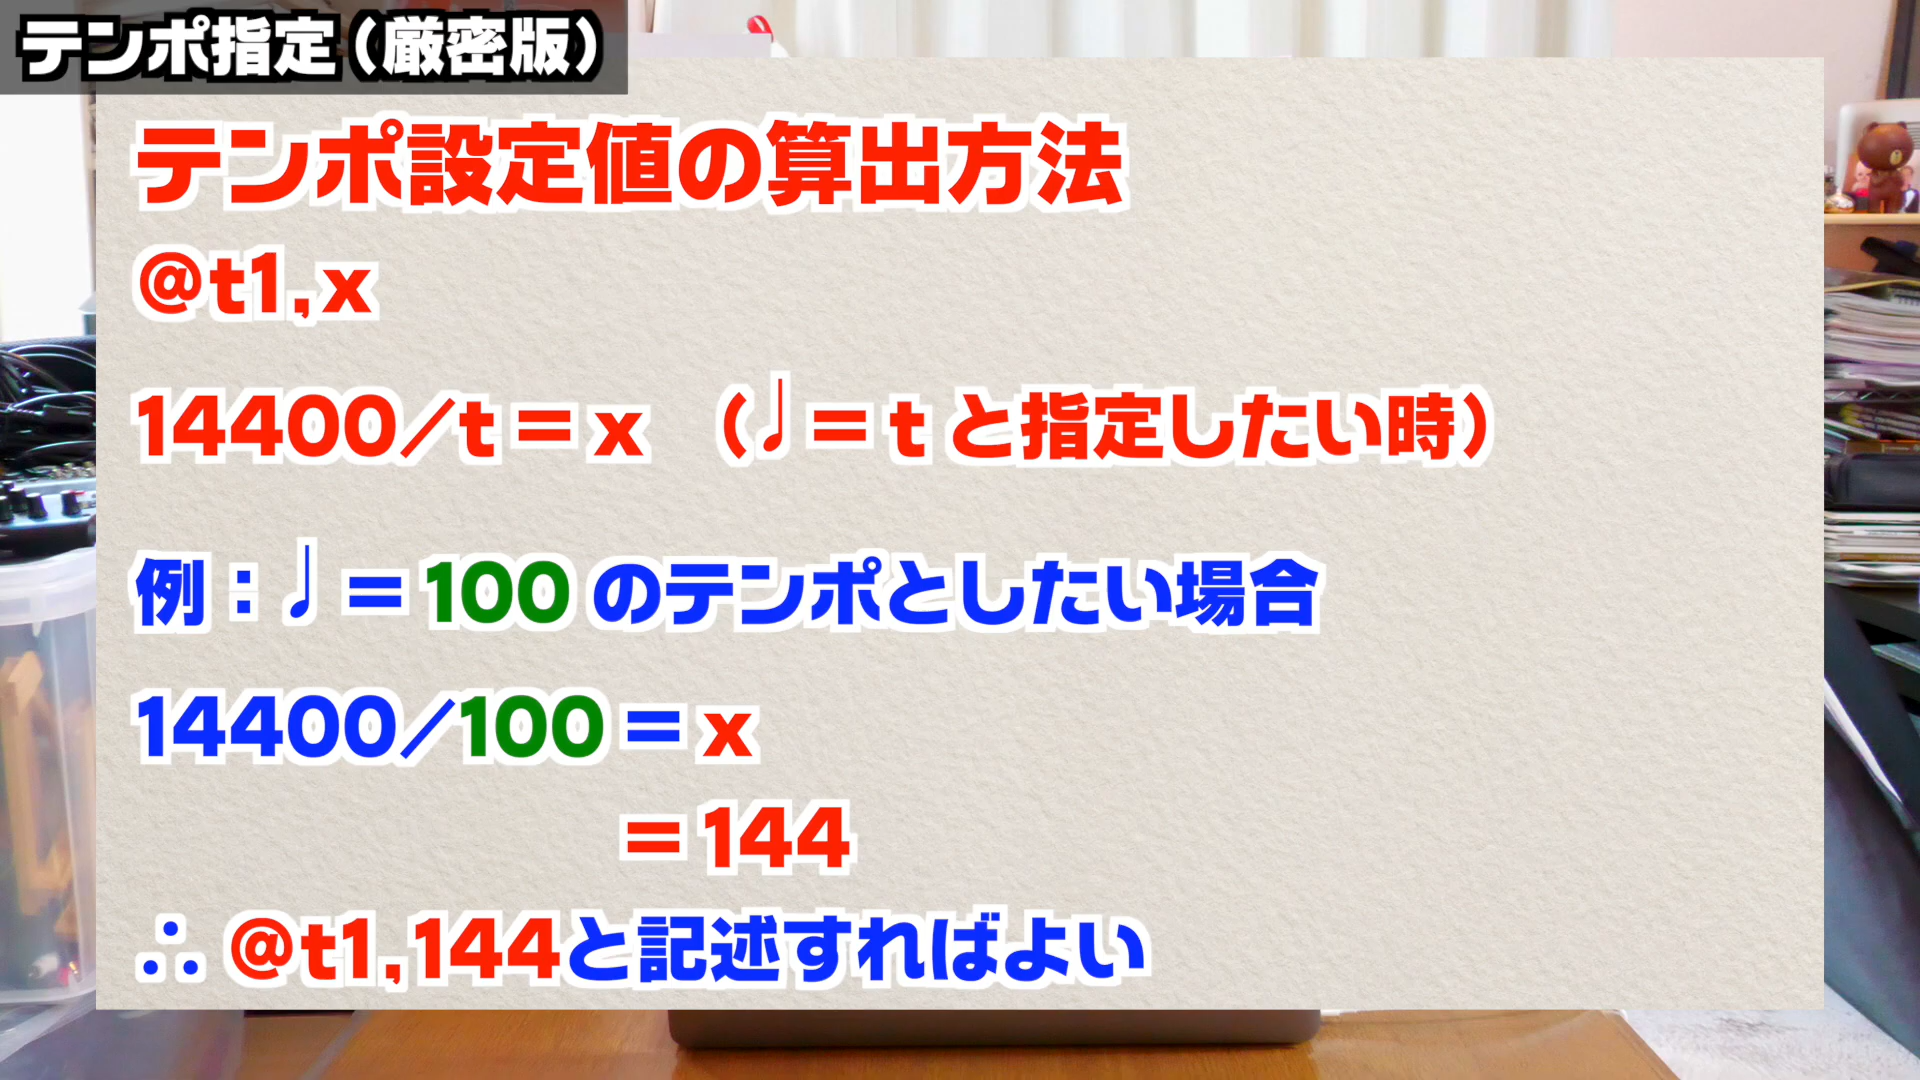 テンポ指定（厳密版）
テンポ設定値の算出方法
@t1,x
14400／t＝x （♩＝t と指定したい時）
例：♩＝100 のテンポとしたい場合
14400／100＝x
＝144
∴ @t1,144と記述すればよい